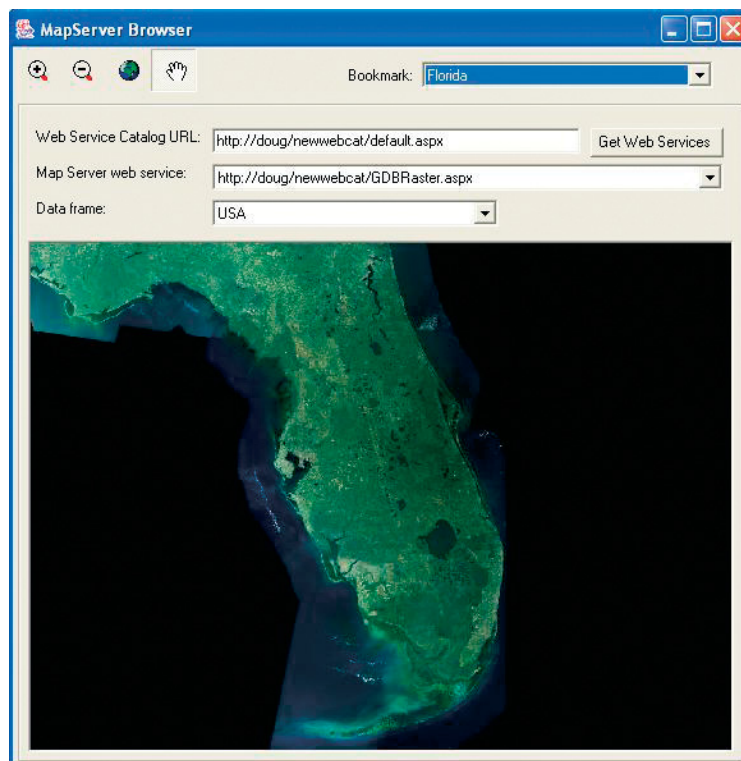 MapServer Browser
Bookmark: Florida
Web Service Catalog URL: http://doug/newwebcat/default.aspx Get Web Services
Map Server web service: http://doug/newwebcat/GDBRaster.aspx
Data frame: USA